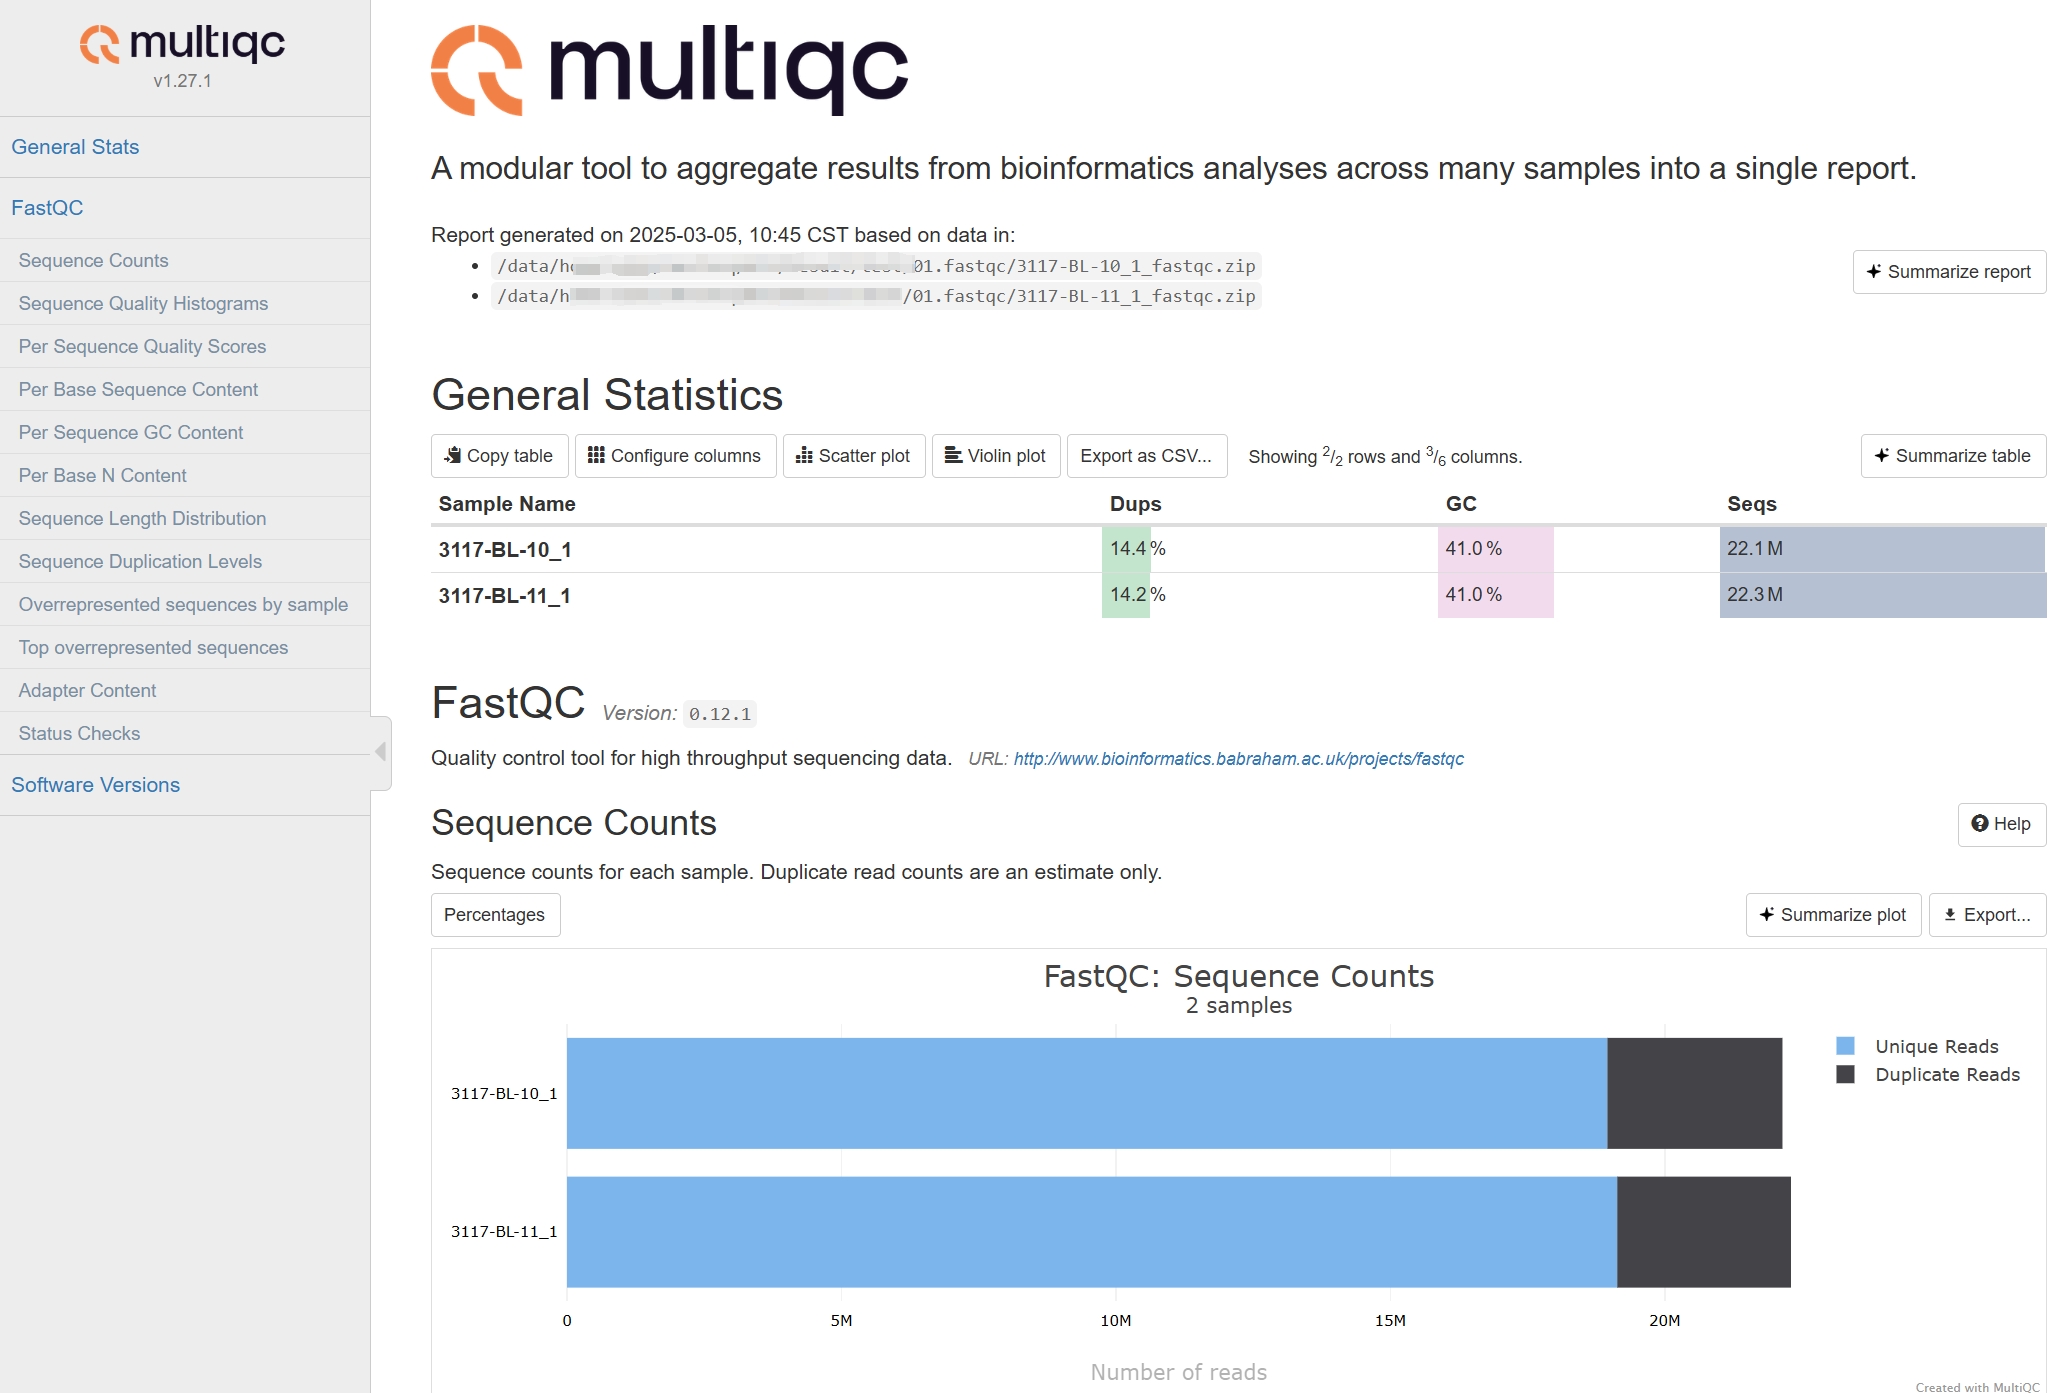 multiqc
v1.27.1
General Stats
FastQC
Sequence Counts
Sequence Quality Histograms
Per Sequence Quality Scores
Per Base Sequence Content
Per Sequence GC Content
Per Base N Content
Sequence Length Distribution
Sequence Duplication Levels
Overrepresented sequences by sample
Top overrepresented sequences
Adapter Content
Status Checks
Software Versions
multiqc
A modular tool to aggregate results from bioinformatics analyses across many samples into a single report.
Report generated on 2025-03-05, 10:45 CST based on data in:
/01.fastqc/3117-BL-10_1_fastqc.zip
/01.fastqc/3117-BL-11_1_fastqc.zip
Summarize report
General Statistics
Copy table Configure columns Scatter plot Violin plot Export as CSV... Showing 2/2 rows and 3/6 columns. Summarize table
Sample Name Dups GC Seqs
3117-BL-10_1 14.4 % 41.0 % 22.1 M
3117-BL-11_1 14.2 % 41.0 % 22.3 M
FastQC Version: 0.12.1
Quality control tool for high throughput sequencing data. URL: http://www.bioinformatics.babraham.ac.uk/projects/fastqc
Sequence Counts
Help
Sequence counts for each sample. Duplicate read counts are an estimate only.
Percentages Summarize plot Export...
FastQC: Sequence Counts
2 samples
Unique Reads
Duplicate Reads
3117-BL-10_1
3117-BL-11_1
0 5M 10M 15M 20M
Number of reads
Created with MultiQC